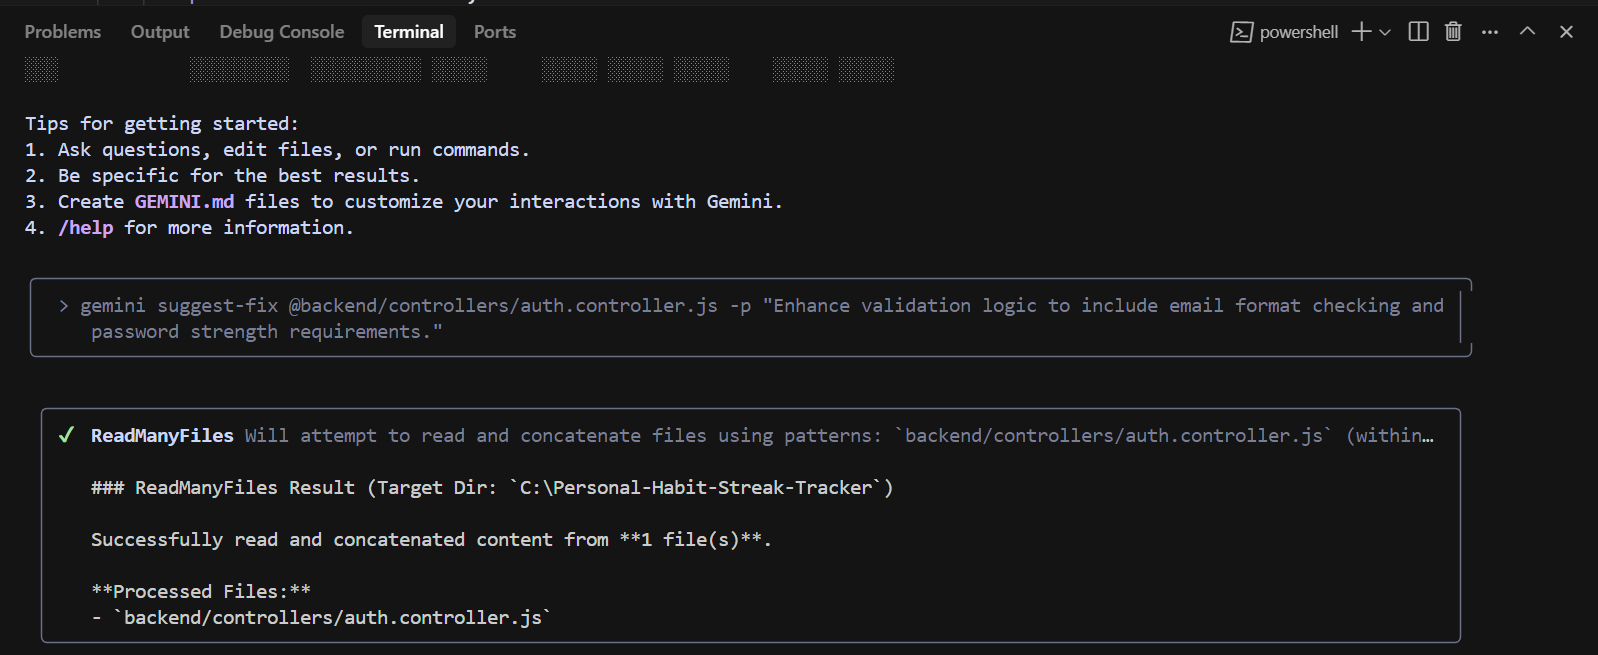 Problems Output Debug Console Terminal Ports powershell
Tips for getting started:
1. Ask questions, edit files, or run commands.
2. Be specific for the best results.
3. Create GEMINI.md files to customize your interactions with Gemini.
4. /help for more information.
> gemini suggest-fix @backend/controllers/auth.controller.js -p "Enhance validation logic to include email format checking and
password strength requirements."
✓ ReadManyFiles Will attempt to read and concatenate files using patterns: `backend/controllers/auth.controller.js` (within…
### ReadManyFiles Result (Target Dir: `C:\Personal-Habit-Streak-Tracker`)
Successfully read and concatenated content from **1 file(s)**.
**Processed Files:**
- `backend/controllers/auth.controller.js`